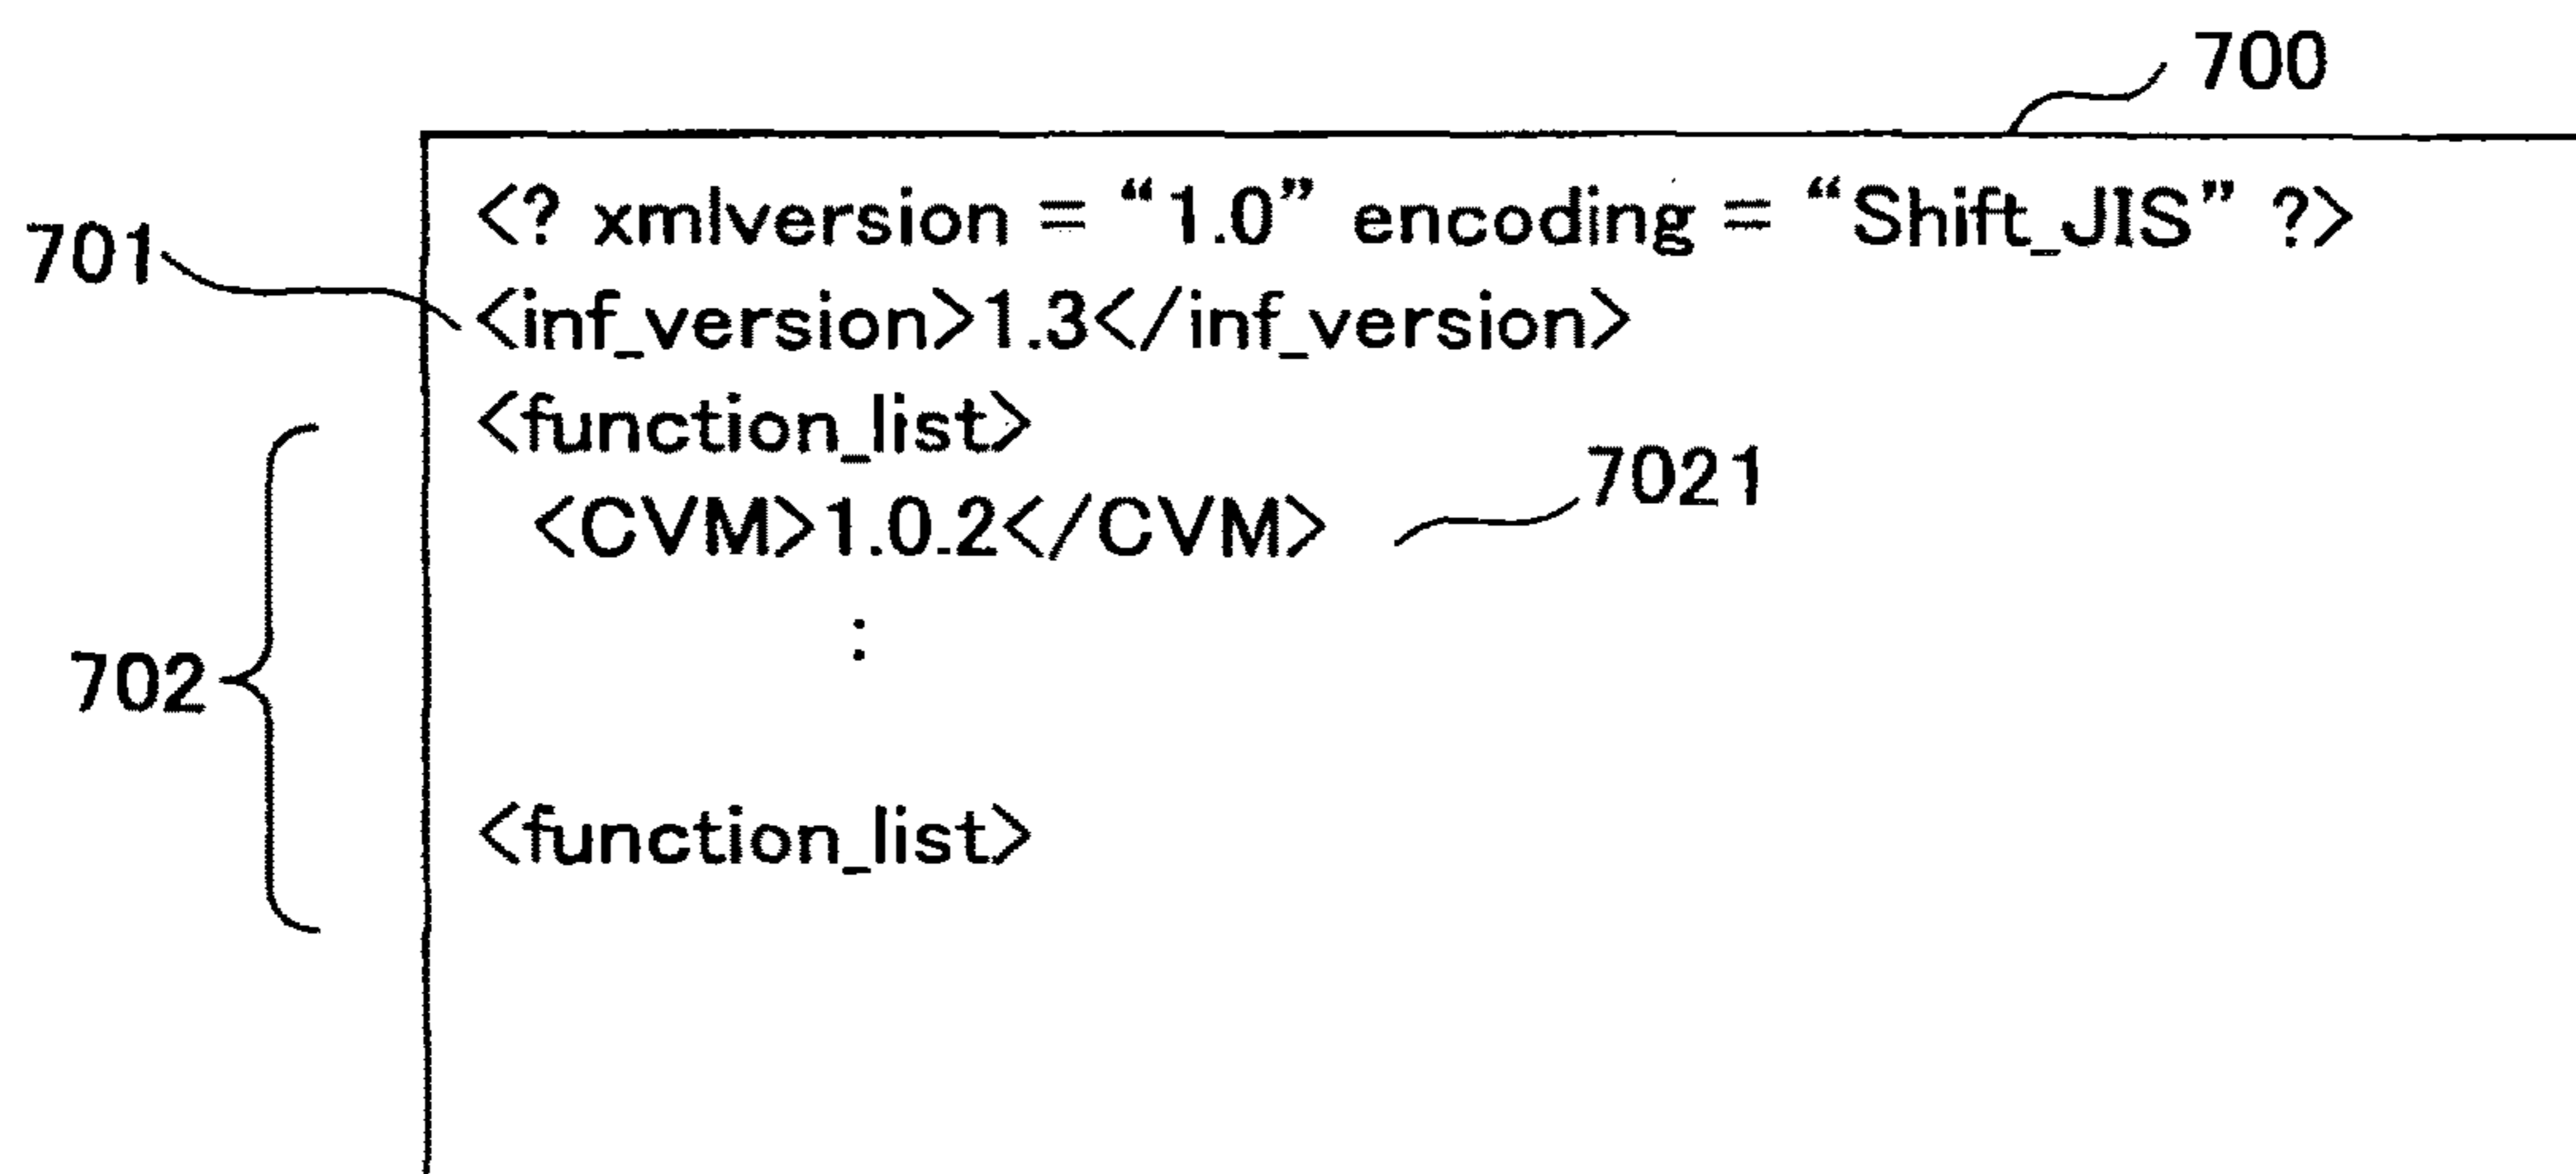 700
<? xmlversion = “1.0” encoding = “Shift_JIS” ?>
701
<inf_version>1.3</inf_version>
<function_list>
7021
<CVM>1.0.2</CVM>
:
702
<function_list>